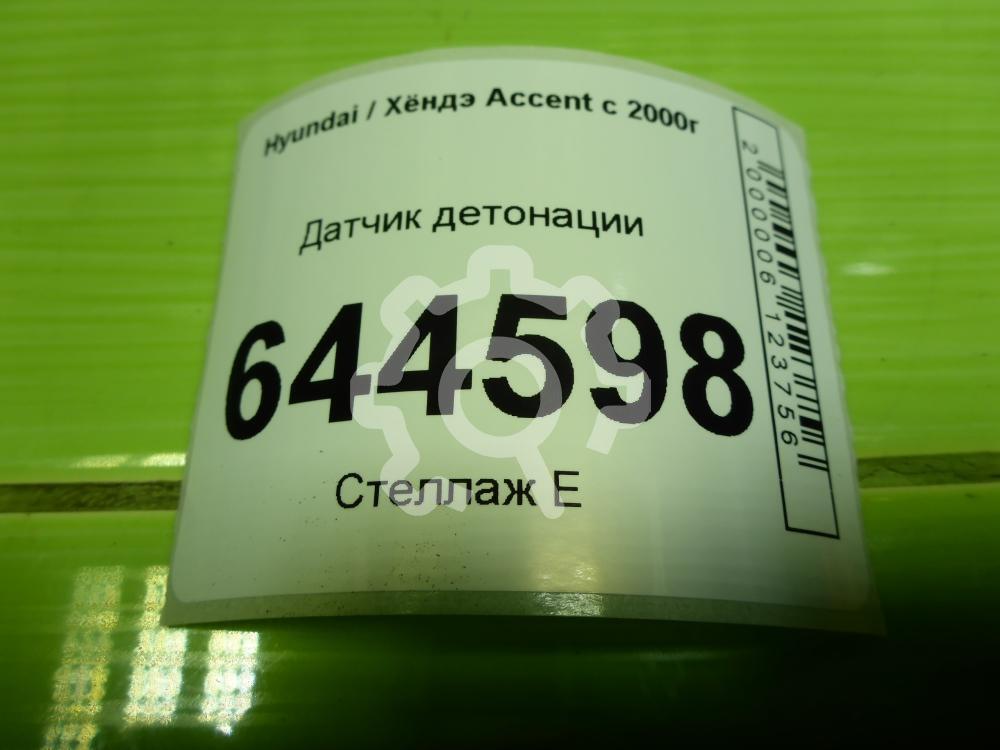 Hyundai / Хёндэ Accent с 2000г
Датчик детонации
644598
Стеллаж Е
2000006123756